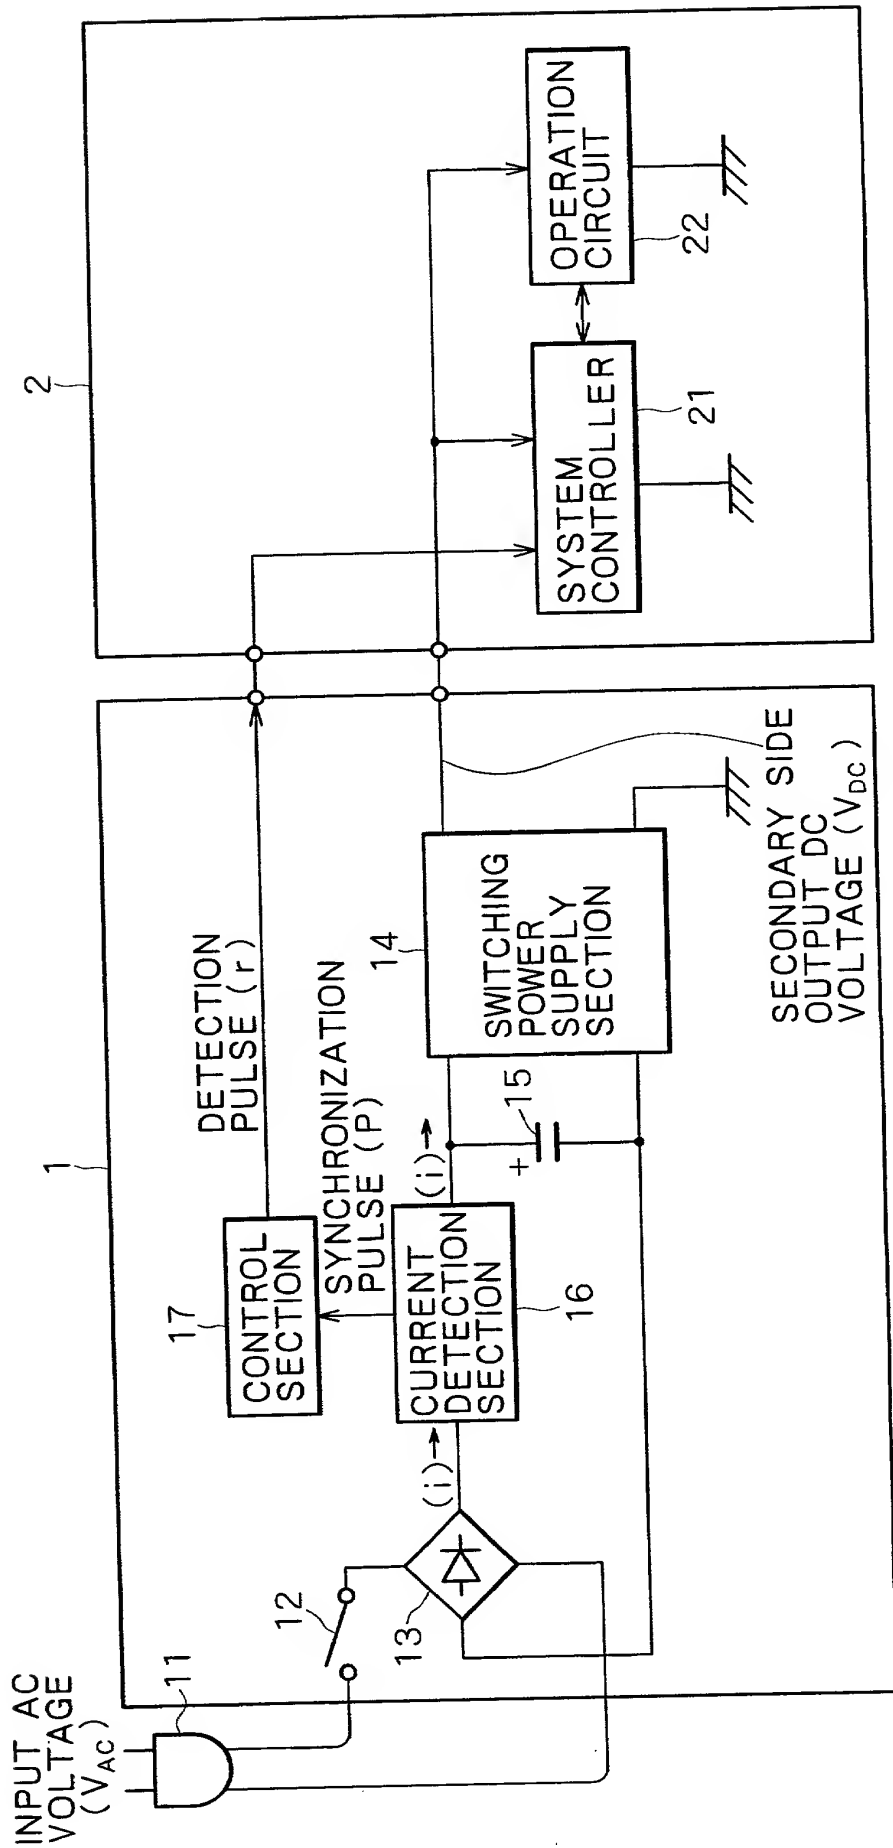 INPUT AC
VOLTAGE
(VAC)
11
12
13
1
17
CONTROL
SECTION
DETECTION
PULSE (r)
SYNCHRONIZATION
PULSE (P)
(i)
CURRENT
DETECTION
SECTION
16
(i)
+
15
14
SWITCHING
POWER
SUPPLY
SECTION
SECONDARY SIDE
OUTPUT DC
VOLTAGE (VDC)
2
SYSTEM
CONTROLLER
21
OPERATION
CIRCUIT
22